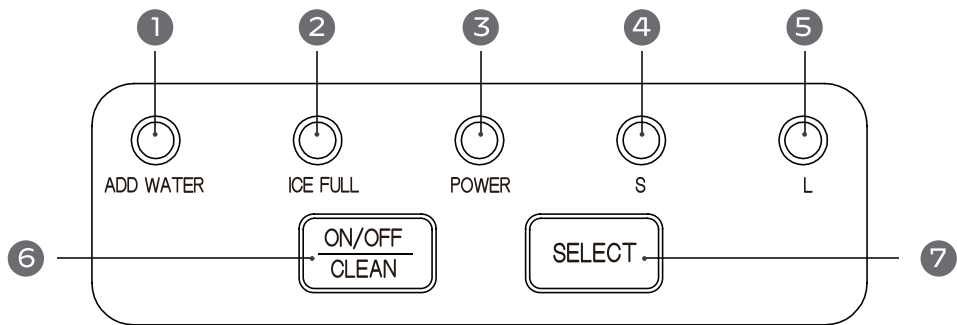 1 2 3 4 5
ADD WATER ICE FULL POWER S L
6 ON/OFF SELECT 7
CLEAN